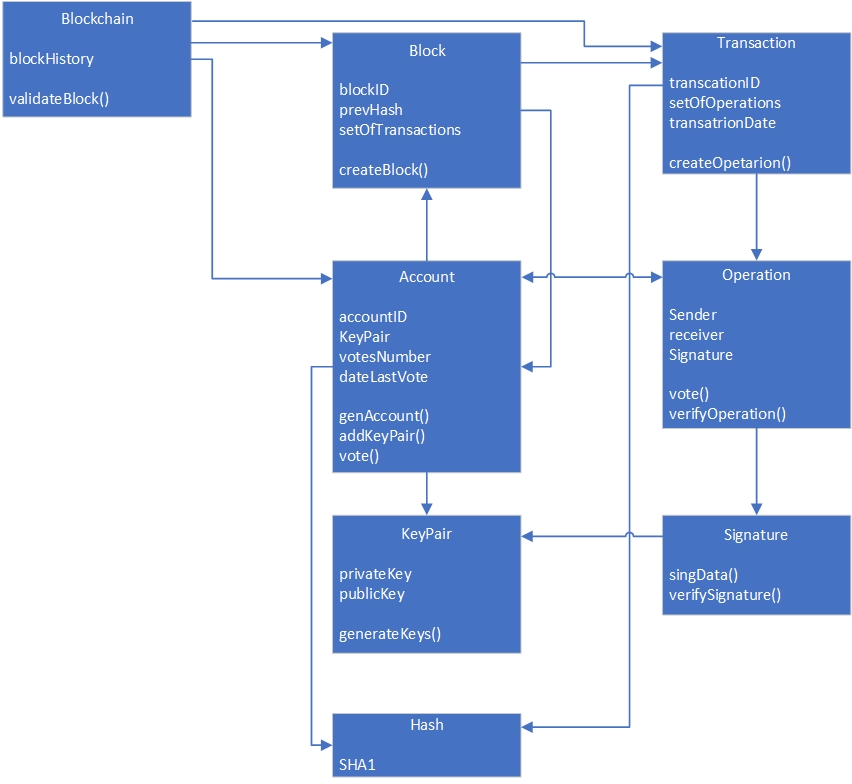 Blockchain
blockHistory
validateBlock()
Block
blockID
prevHash
setOfTransactions
createBlock()
Transaction
transcationID
setOfOperations
transatrionDate
createOpetarion()
Account
accountID
KeyPair
votesNumber
dateLastVote
genAccount()
addKeyPair()
vote()
Operation
Sender
receiver
Signature
vote()
verifyOperation()
KeyPair
privateKey
publicKey
generateKeys()
Signature
singData()
verifySignature()
Hash
SHA1